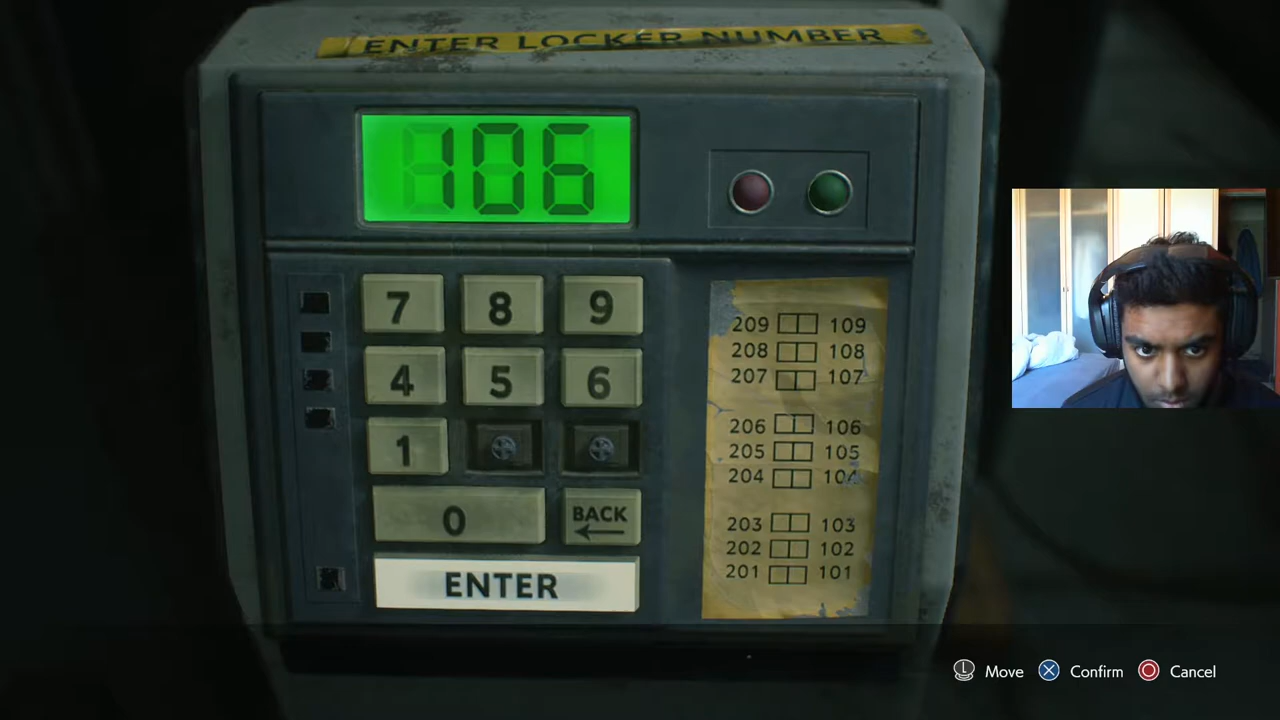 ENTER LOCKER NUMBER
106
7 8 9
4 5 6
1
0 BACK
ENTER
209 109
208 108
207 107
206 106
205 105
204 104
203 103
202 102
201 101
L Move Confirm Cancel